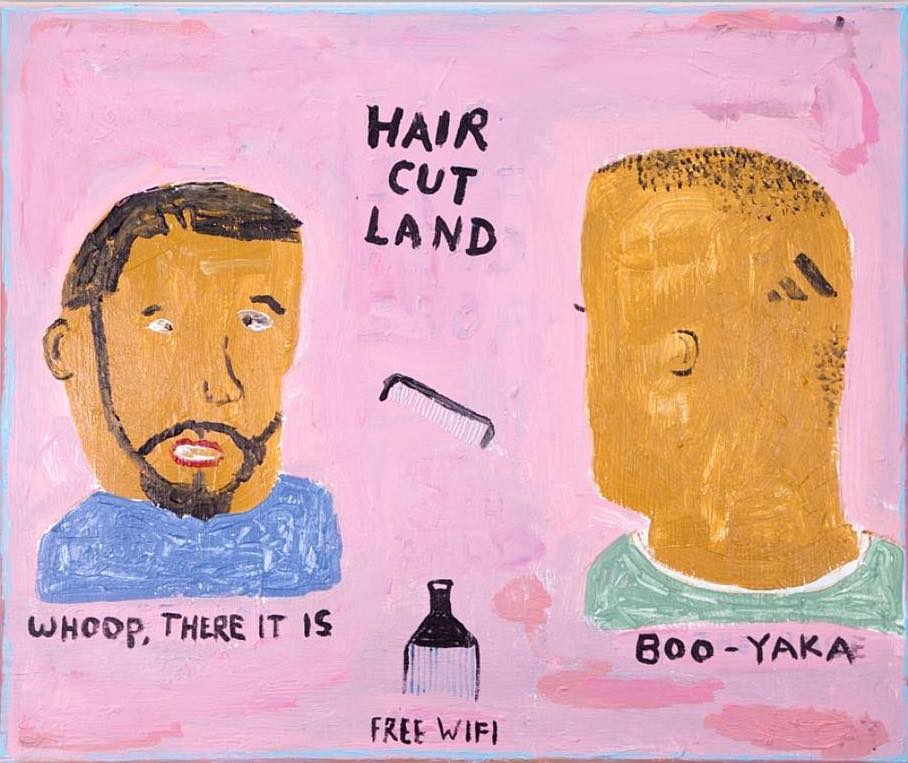 HAIR
CUT
LAND
WHOOP, THERE IT IS
BOO-YAKA
FREE WIFI